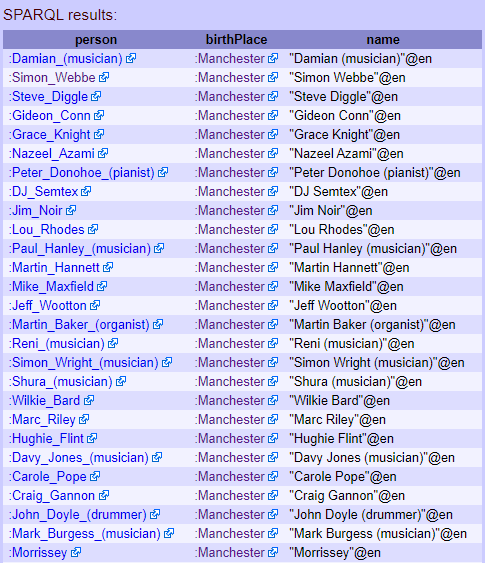 SPARQL results:
person birthPlace name
:Damian_(musician) :Manchester "Damian (musician)"@en
:Simon_Webbe :Manchester "Simon Webbe"@en
:Steve_Diggle :Manchester "Steve Diggle"@en
:Gideon_Conn :Manchester "Gideon Conn"@en
:Grace_Knight :Manchester "Grace Knight"@en
:Nazeel_Azami :Manchester "Nazeel Azami"@en
:Peter_Donohoe_(pianist) :Manchester "Peter Donohoe (pianist)"@en
:DJ_Semtex :Manchester "DJ Semtex"@en
:Jim_Noir :Manchester "Jim Noir"@en
:Lou_Rhodes :Manchester "Lou Rhodes"@en
:Paul_Hanley_(musician) :Manchester "Paul Hanley (musician)"@en
:Martin_Hannett :Manchester "Martin Hannett"@en
:Mike_Maxfield :Manchester "Mike Maxfield"@en
:Jeff_Wootton :Manchester "Jeff Wootton"@en
:Martin_Baker_(organist) :Manchester "Martin Baker (organist)"@en
:Reni_(musician) :Manchester "Reni (musician)"@en
:Simon_Wright_(musician) :Manchester "Simon Wright (musician)"@en
:Shura_(musician) :Manchester "Shura (musician)"@en
:Wilkie_Bard :Manchester "Wilkie Bard"@en
:Marc_Riley :Manchester "Marc Riley"@en
:Hughie_Flint :Manchester "Hughie Flint"@en
:Davy_Jones_(musician) :Manchester "Davy Jones (musician)"@en
:Carole_Pope :Manchester "Carole Pope"@en
:Craig_Gannon :Manchester "Craig Gannon"@en
:John_Doyle_(drummer) :Manchester "John Doyle (drummer)"@en
:Mark_Burgess_(musician) :Manchester "Mark Burgess (musician)"@en
:Morrissey :Manchester "Morrissey"@en